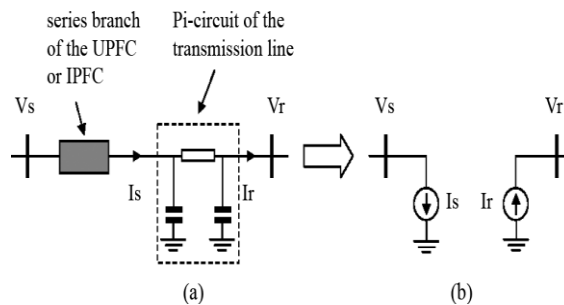 series branch
of the UPFC
or IPFC
Pi-circuit of the
transmission line
Vs
Vr
Is
Ir
(a)
Vs
Vr
Is
Ir
(b)